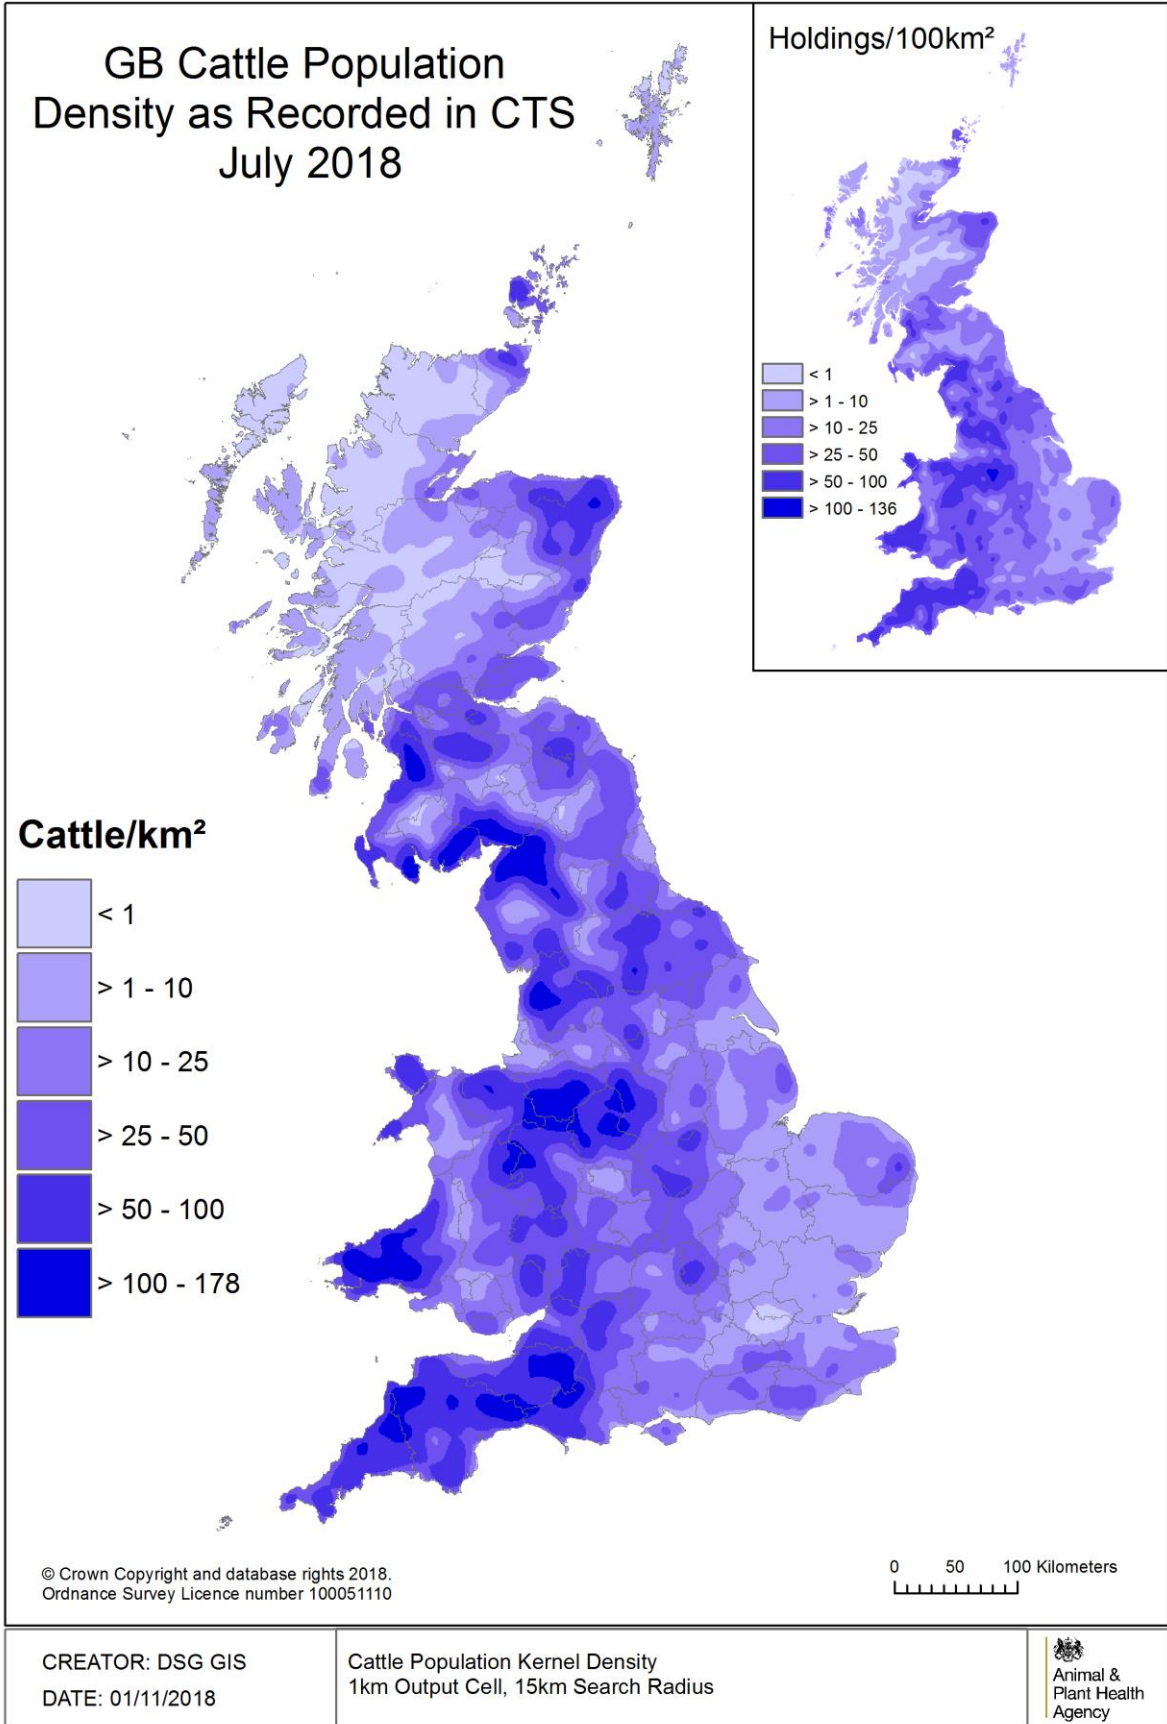 GB Cattle Population
Density as Recorded in CTS
July 2018
Holdings/100km²
< 1
> 1 - 10
> 10 - 25
> 25 - 50
> 50 - 100
> 100 - 136
Cattle/km²
< 1
> 1 - 10
> 10 - 25
> 25 - 50
> 50 - 100
> 100 - 178
© Crown Copyright and database rights 2018.
Ordnance Survey Licence number 100051110
0 50 100 Kilometers
CREATOR: DSG GIS
DATE: 01/11/2018
Cattle Population Kernel Density
1km Output Cell, 15km Search Radius
Animal &
Plant Health
Agency